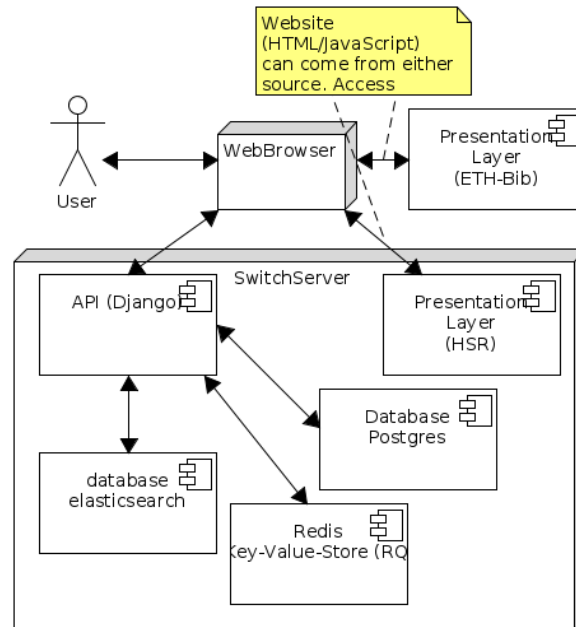 Website
(HTML/JavaScript)
can come from either
source. Access
WebBrowser
Presentation
Layer
(ETH-Bib)
User
SwitchServer
API (Django)
Presentation
Layer
(HSR)
Database
Postgres
database
elasticsearch
Redis
Key-Value-Store (RQ